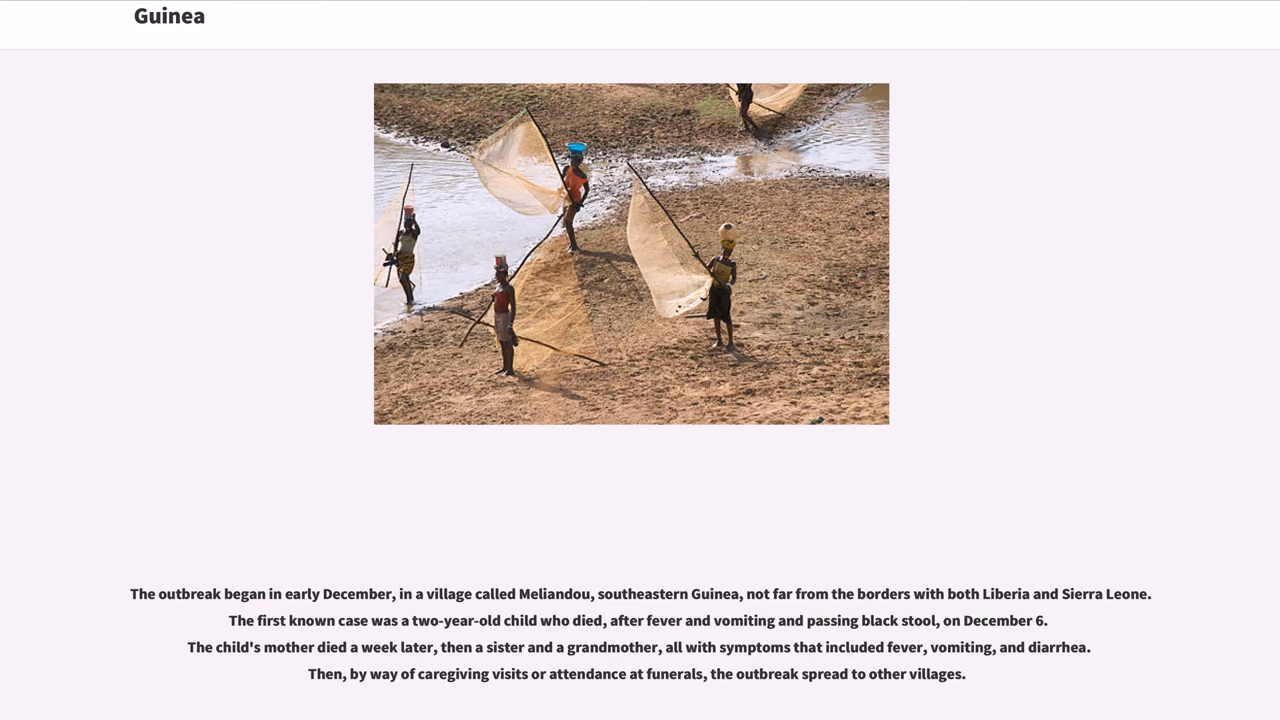 Guinea
The outbreak began in early December, in a village called Meliandou, southeastern Guinea, not far from the borders with both Liberia and Sierra Leone.
The first known case was a two-year-old child who died, after fever and vomiting and passing black stool, on December 6.
The child's mother died a week later, then a sister and a grandmother, all with symptoms that included fever, vomiting, and diarrhea.
Then, by way of caregiving visits or attendance at funerals, the outbreak spread to other villages.